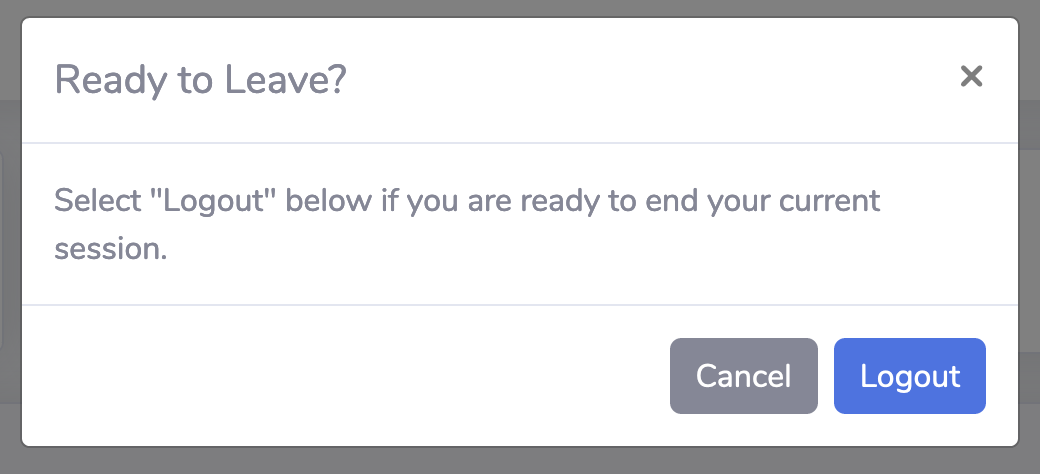 Ready to Leave?
Select "Logout" below if you are ready to end your current
session.
Cancel Logout